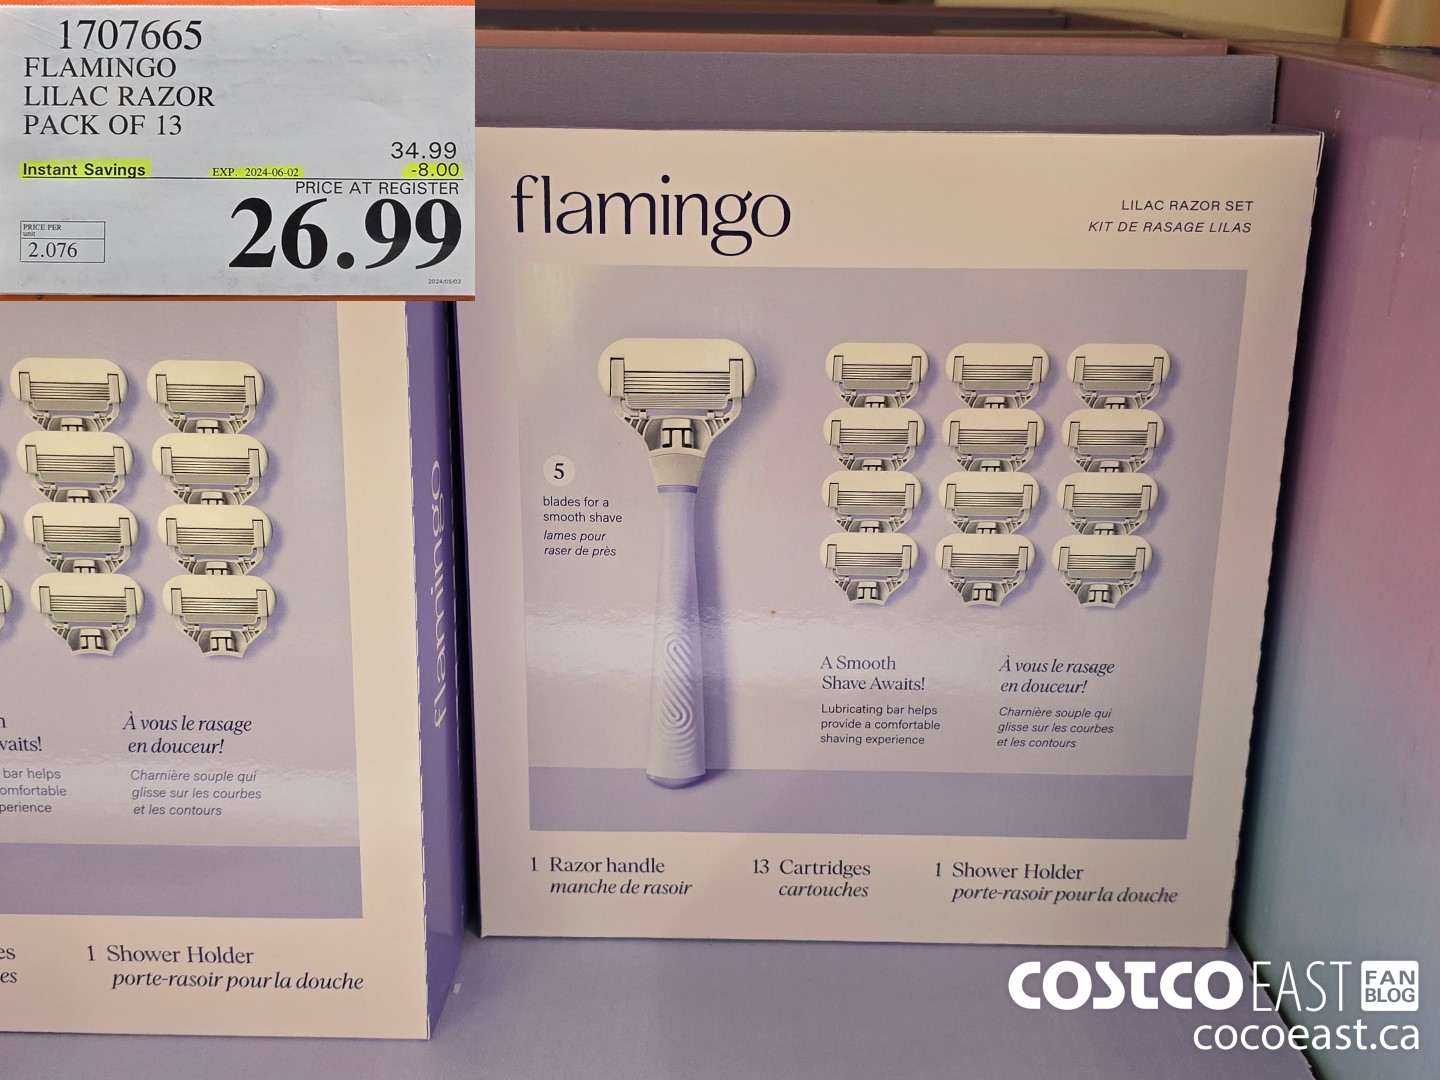 1707665
FLAMINGO
LILAC RAZOR
PACK OF 13
34.99
Instant Savings EXP. 2024-06-02 -8.00
PRICE AT REGISTER
26.99
PRICE PER
unit
2.076
2024/05/02
flamingo
LILAC RAZOR SET
KIT DE RASAGE LILAS
5
blades for a
smooth shave
lames pour
raser de près
A Smooth
Shave Awaits!
Lubricating bar helps
provide a comfortable
shaving experience
À vous le rasage
en douceur!
Charnière souple qui
glisse sur les courbes
et les contours
1 Razor handle
manche de rasoir
13 Cartridges
cartouches
1 Shower Holder
porte-rasoir pour la douche
flamingo
waits!
bar helps
omfortable
perience
À vous le rasage
en douceur!
Charnière souple qui
glisse sur les courbes
et les contours
es
es
1 Shower Holder
porte-rasoir pour la douche
COSTCO EAST FAN BLOG
cocoeast.ca